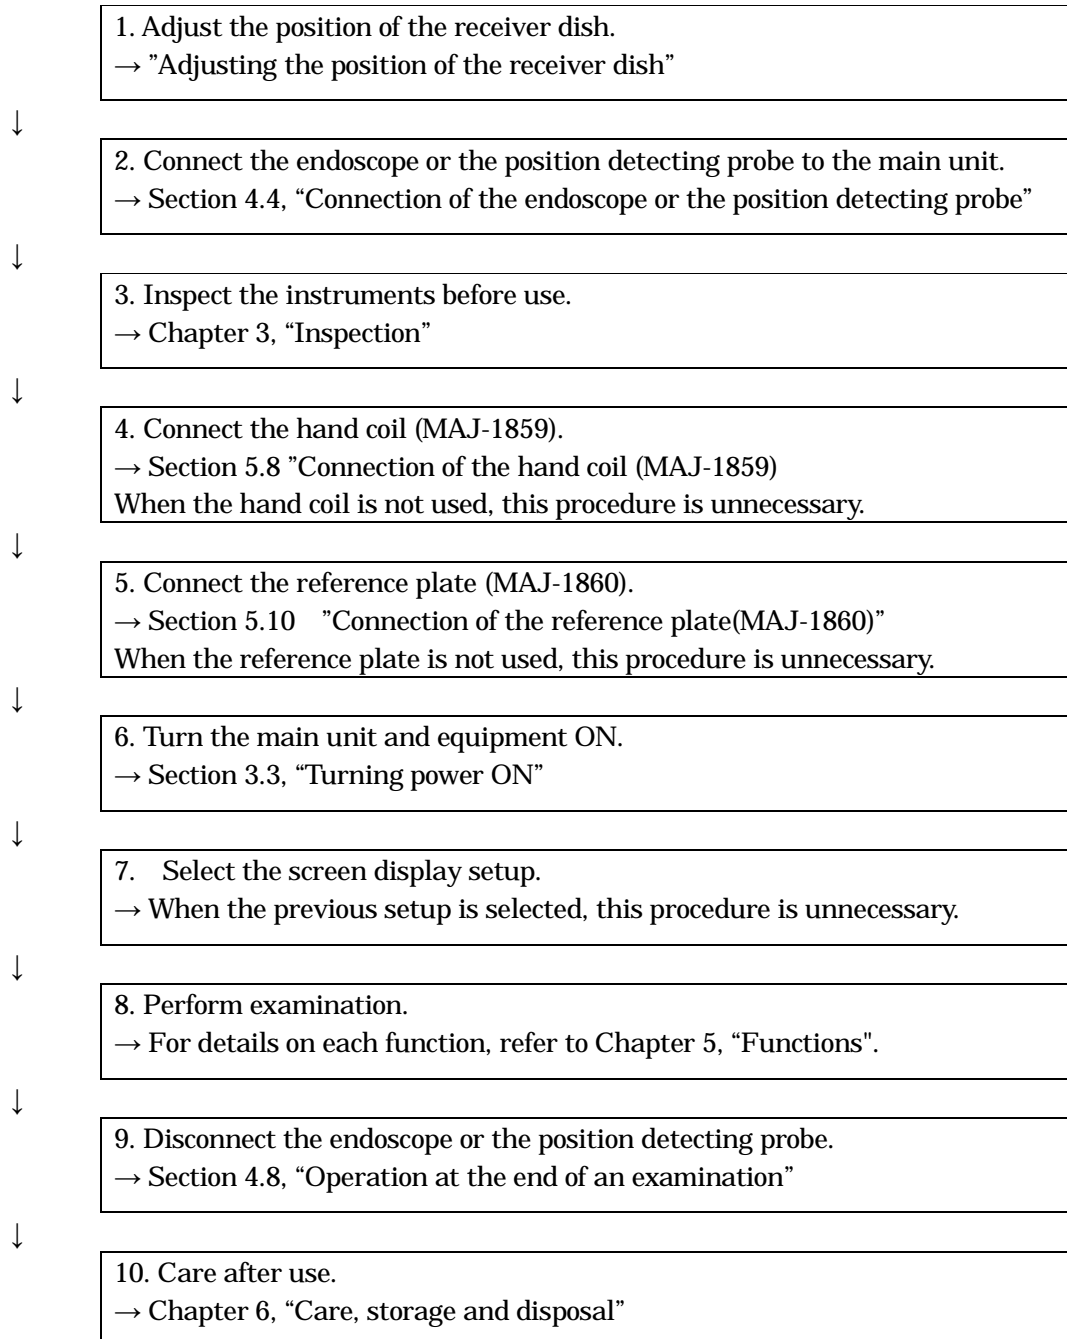 1. Adjust the position of the receiver dish.
→ ”Adjusting the position of the receiver dish”
↓
2. Connect the endoscope or the position detecting probe to the main unit.
→ Section 4.4, “Connection of the endoscope or the position detecting probe”
↓
3. Inspect the instruments before use.
→ Chapter 3, “Inspection”
↓
4. Connect the hand coil (MAJ-1859).
→ Section 5.8 ”Connection of the hand coil (MAJ-1859)
When the hand coil is not used, this procedure is unnecessary.
↓
5. Connect the reference plate (MAJ-1860).
→ Section 5.10 ”Connection of the reference plate(MAJ-1860)”
When the reference plate is not used, this procedure is unnecessary.
↓
6. Turn the main unit and equipment ON.
→ Section 3.3, “Turning power ON”
↓
7. Select the screen display setup.
→ When the previous setup is selected, this procedure is unnecessary.
↓
8. Perform examination.
→ For details on each function, refer to Chapter 5, “Functions".
↓
9. Disconnect the endoscope or the position detecting probe.
→ Section 4.8, “Operation at the end of an examination”
↓
10. Care after use.
→ Chapter 6, “Care, storage and disposal”